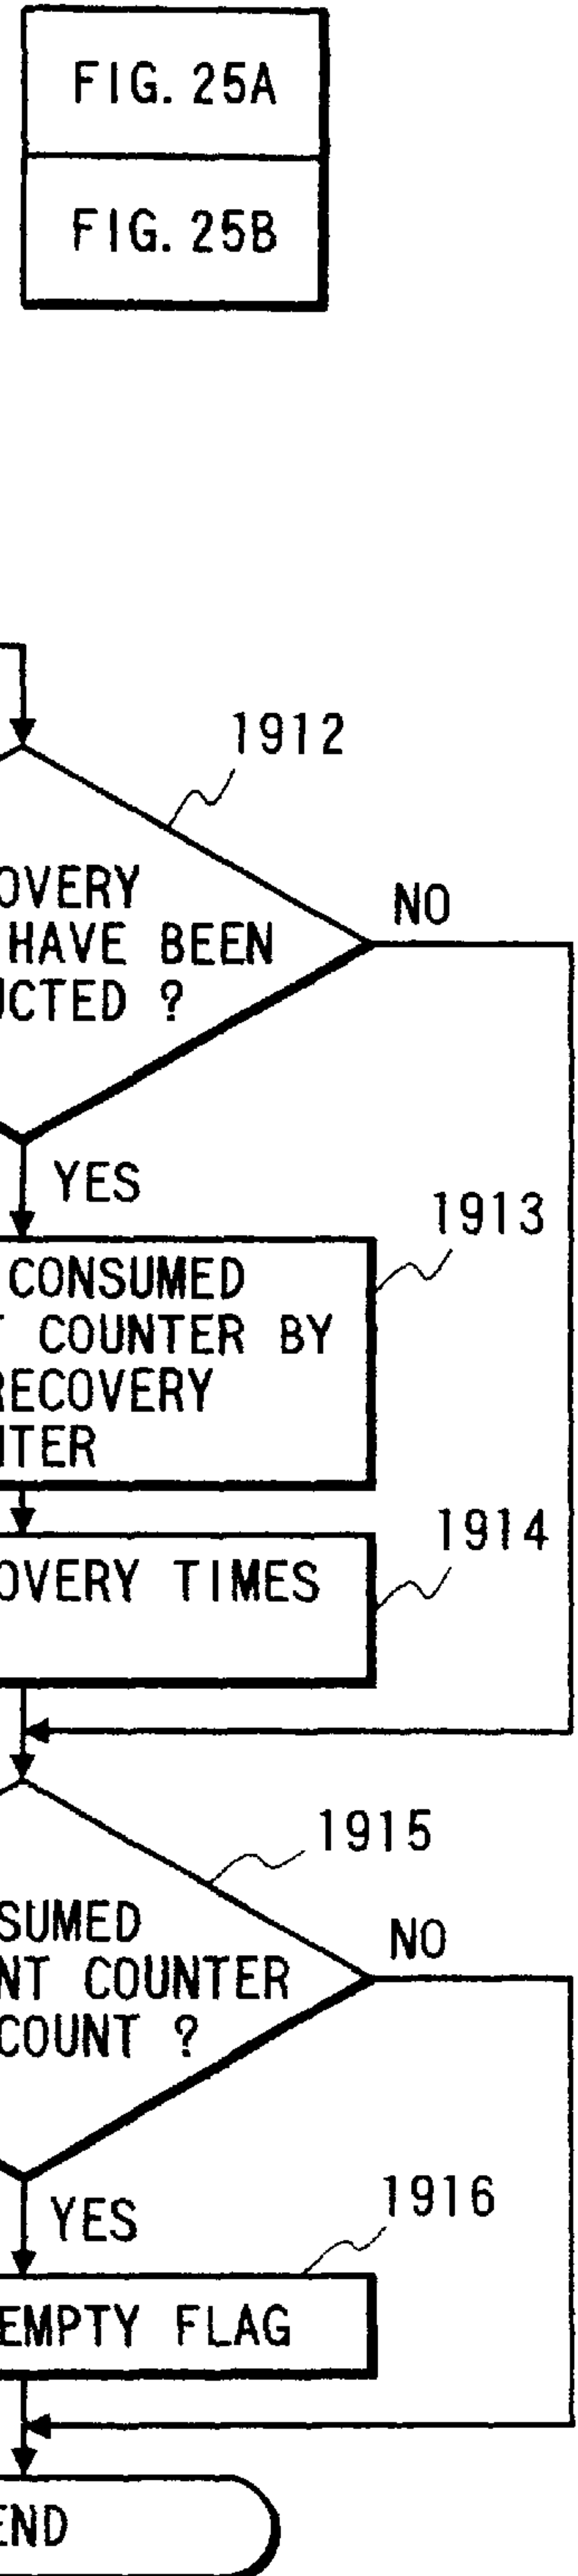 FIG. 25A
FIG. 25B
1912
OVERY
HAVE BEEN
UCTED ?
NO
YES
1913
CONSUMED
T COUNTER BY
RECOVERY
NTER
1914
OVERY TIMES
1915
SUMED
NT COUNTER
COUNT ?
NO
YES
1916
EMPTY FLAG
END